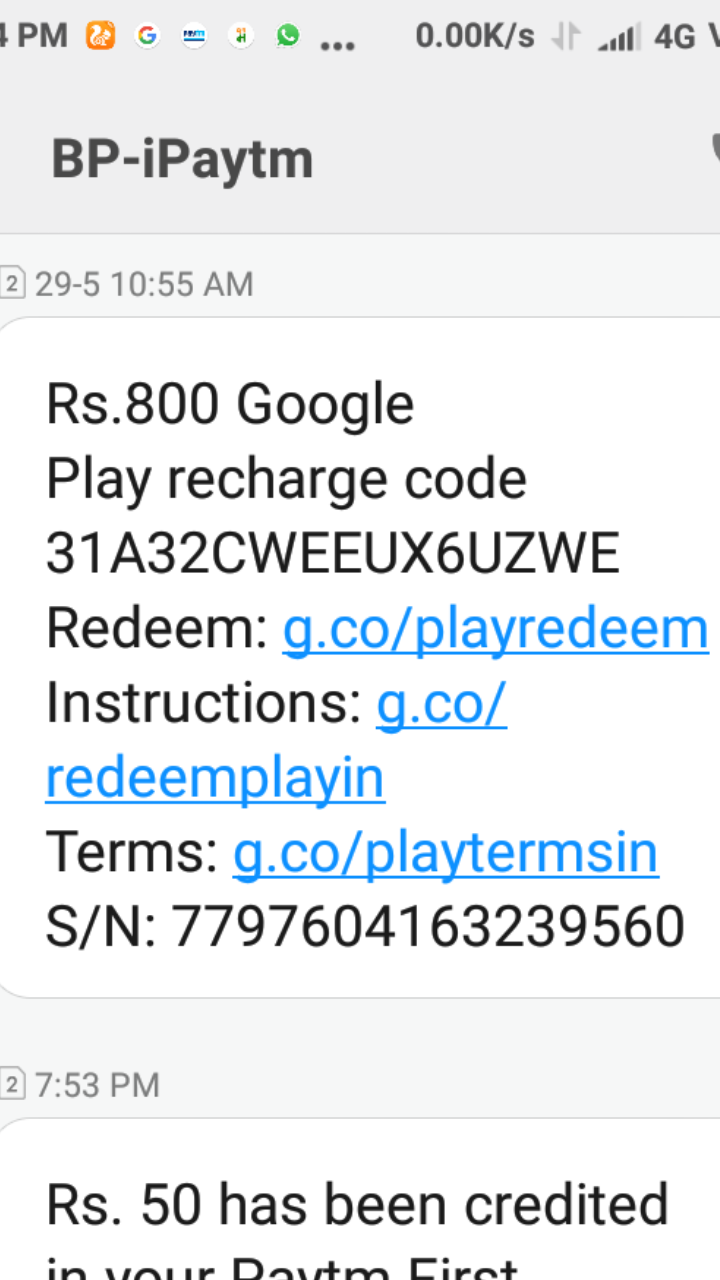 4 PM ... 0.00K/s 4G
BP-iPaytm
2 29-5 10:55 AM
Rs.800 Google
Play recharge code
31A32CWEEUX6UZWE
Redeem: g.co/playredeem
Instructions: g.co/
redeemplayin
Terms: g.co/playtermsin
S/N: 7797604163239560
2 7:53 PM
Rs. 50 has been credited
in your Paytm First